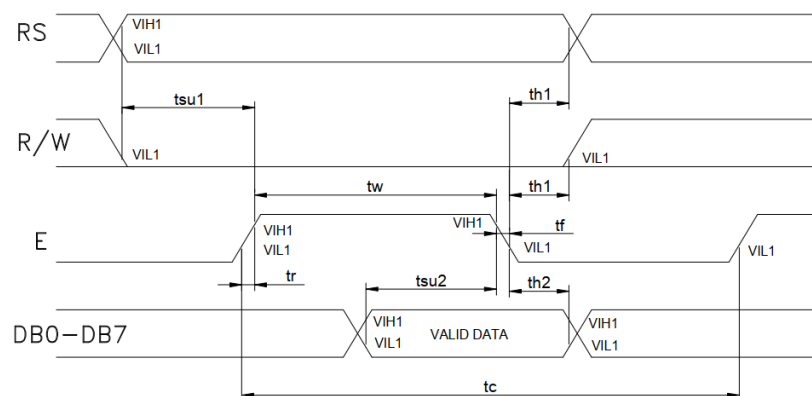 RS
VIH1
VIL1
tsu1
th1
R/W
VIL1
VIL1
tw
th1
E
VIH1
VIL1
VIH1
tf
VIL1
VIL1
tr
tsu2
th2
DB0-DB7
VIH1
VIL1
VALID DATA
VIH1
VIL1
tc